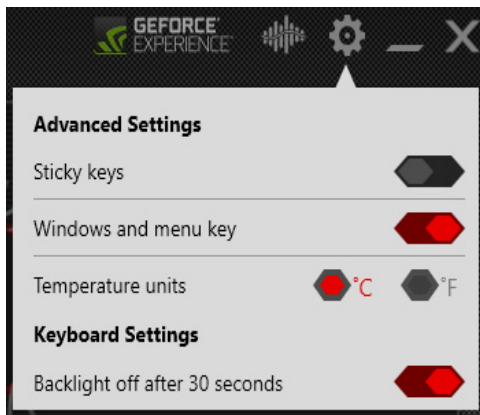 GEFORCE
EXPERIENCE
Advanced Settings
Sticky keys
Windows and menu key
Temperature units °C °F
Keyboard Settings
Backlight off after 30 seconds